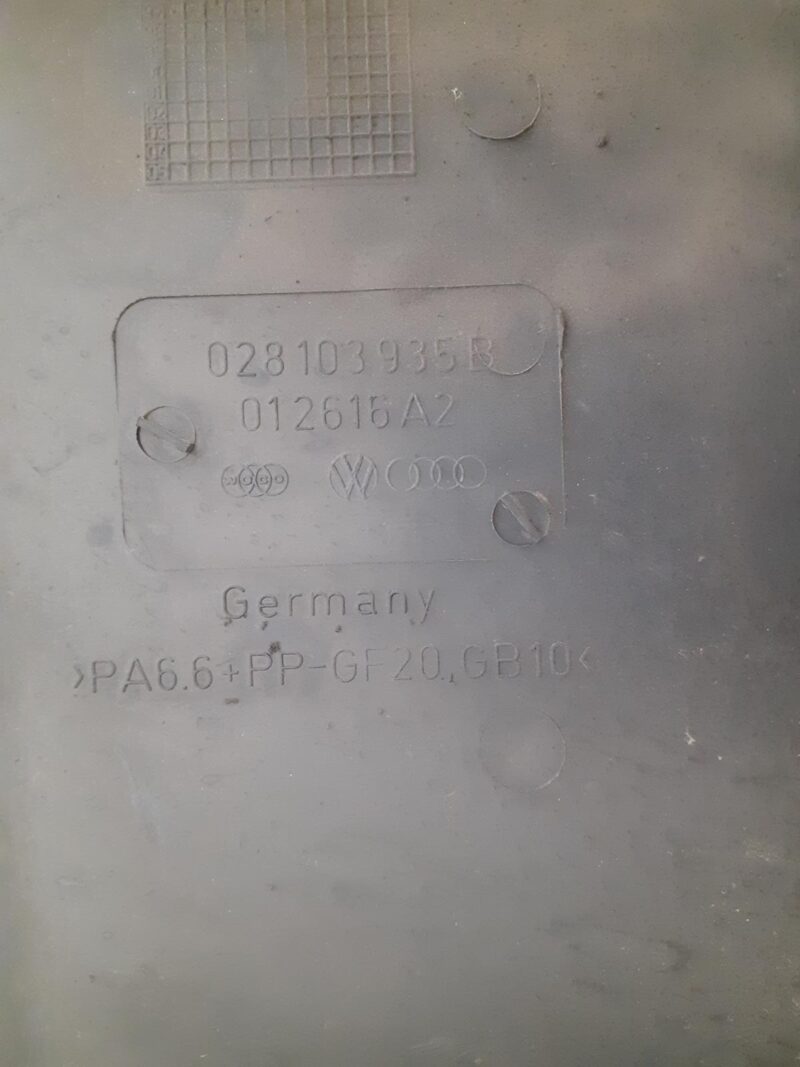 028103935B
012616A2
Germany
>PA6.6+PP-GF20,GB10<